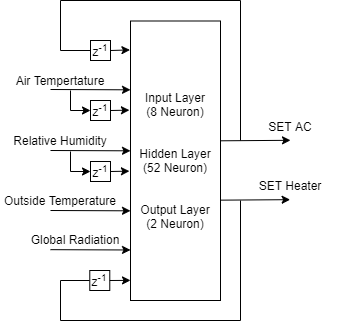 z-1
Air Tempertature
z-1
Input Layer
(8 Neuron)
SET AC
Relative Humidity
z-1
Hidden Layer
(52 Neuron)
SET Heater
Outside Temperature
Output Layer
(2 Neuron)
Global Radiation
z-1